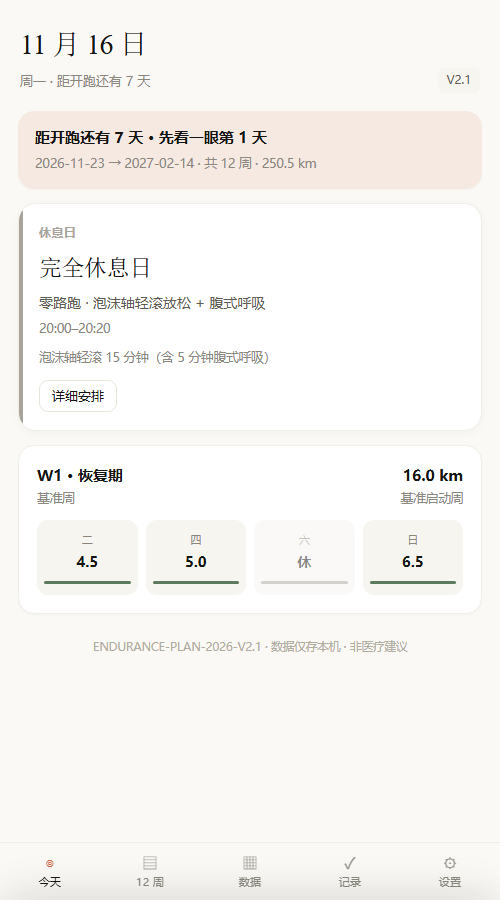 11 月 16 日
周一 · 距开跑还有 7 天
V2.1
距开跑还有 7 天 • 先看一眼第 1 天
2026-11-23 → 2027-02-14 · 共 12 周 · 250.5 km
休息日
完全休息日
零路跑 · 泡沫轴轻滚放松 + 腹式呼吸
20:00–20:20
泡沫轴轻滚 15 分钟（含 5 分钟腹式呼吸）
详细安排
W1 • 恢复期
16.0 km
基准周
基准启动周
二
四
六
日
4.5
5.0
休
6.5
ENDURANCE-PLAN-2026-V2.1 · 数据仅存本机 · 非医疗建议
今天
12 周
数据
记录
设置